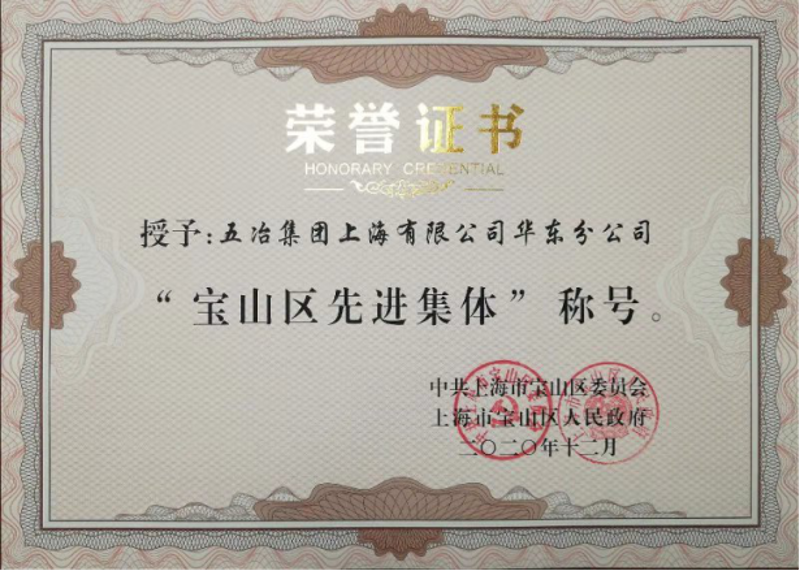 荣誉证书
HONORARY CREDENTIAL
授予:五冶集团上海有限公司华东分公司
“宝山区先进集体”称号。
中共上海市宝山区委员会
上海市宝山区人民政府
二〇二〇年十二月